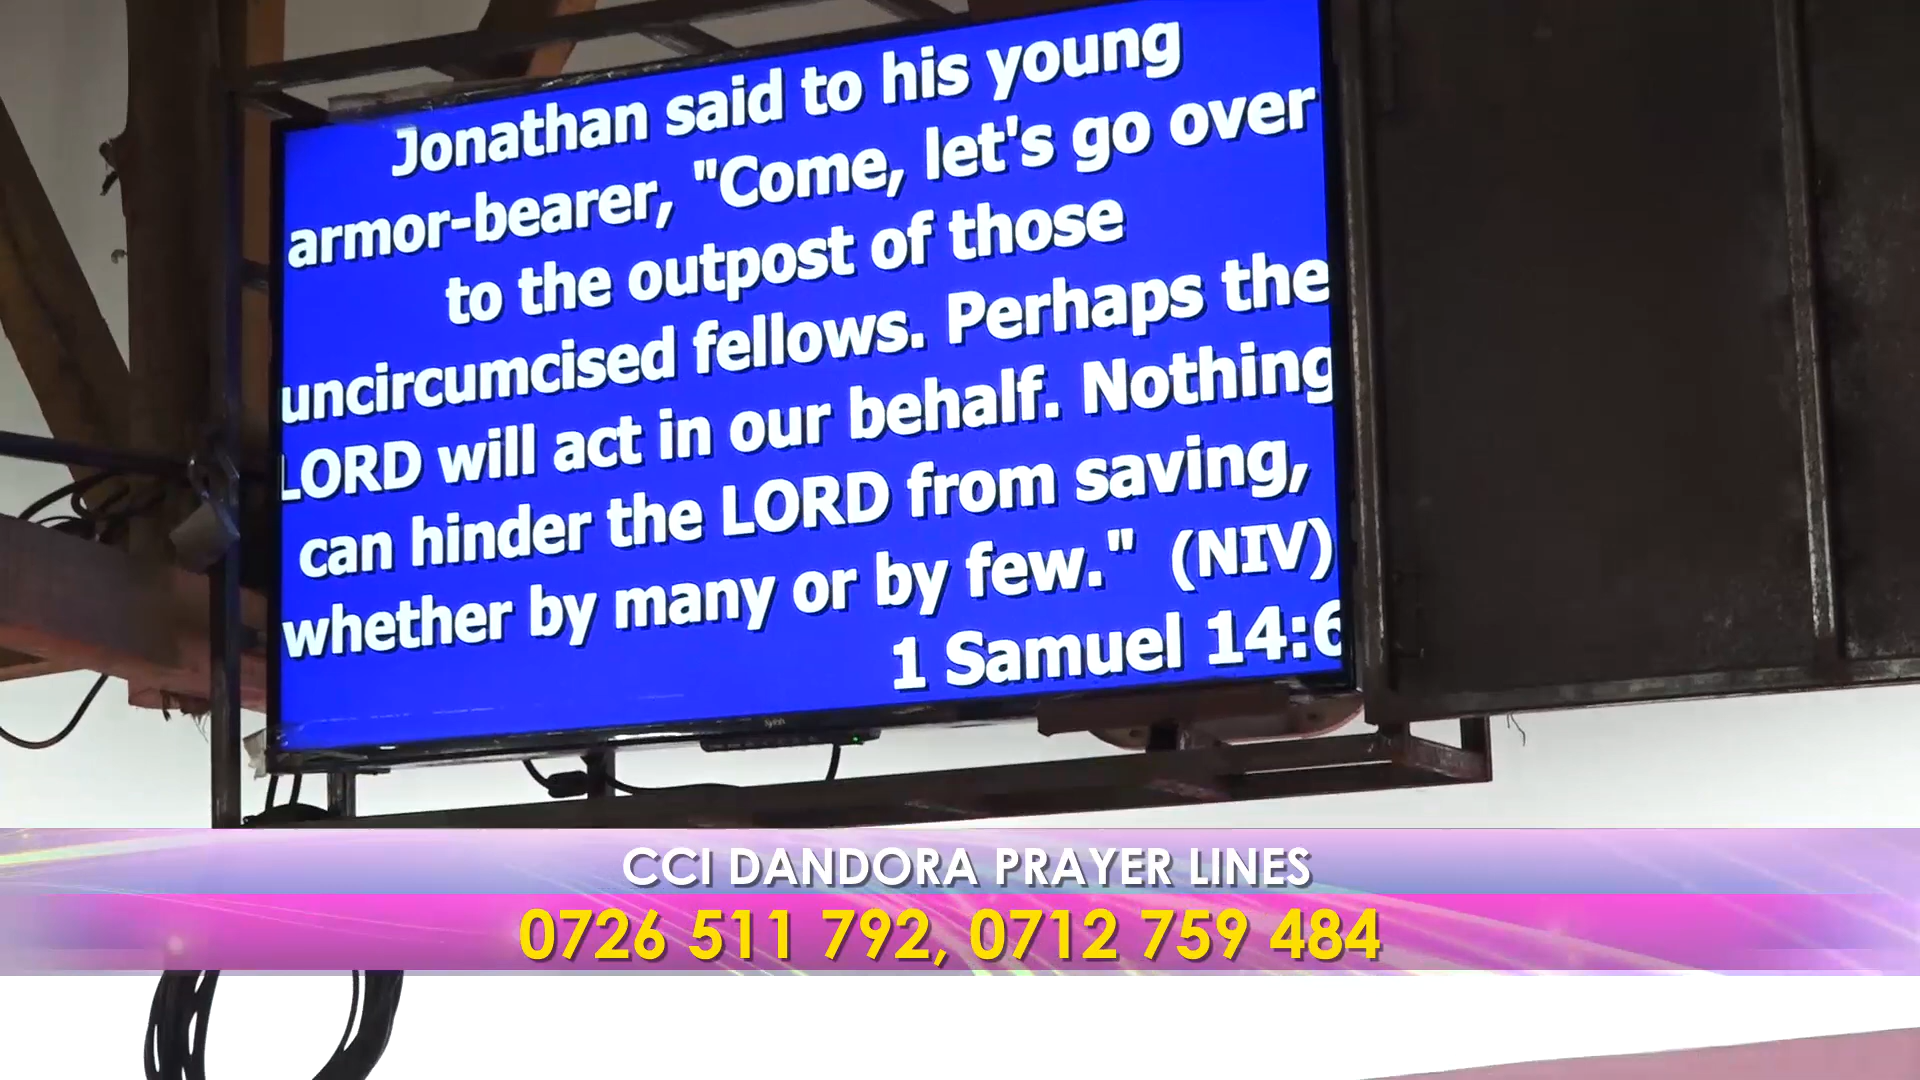 Jonathan said to his young
armor-bearer, "Come, let's go over
to the outpost of those
uncircumcised fellows. Perhaps the
LORD will act in our behalf. Nothing
can hinder the LORD from saving,
whether by many or by few." (NIV)
1 Samuel 14:6
CCI DANDORA PRAYER LINES
0726 511 792, 0712 759 484